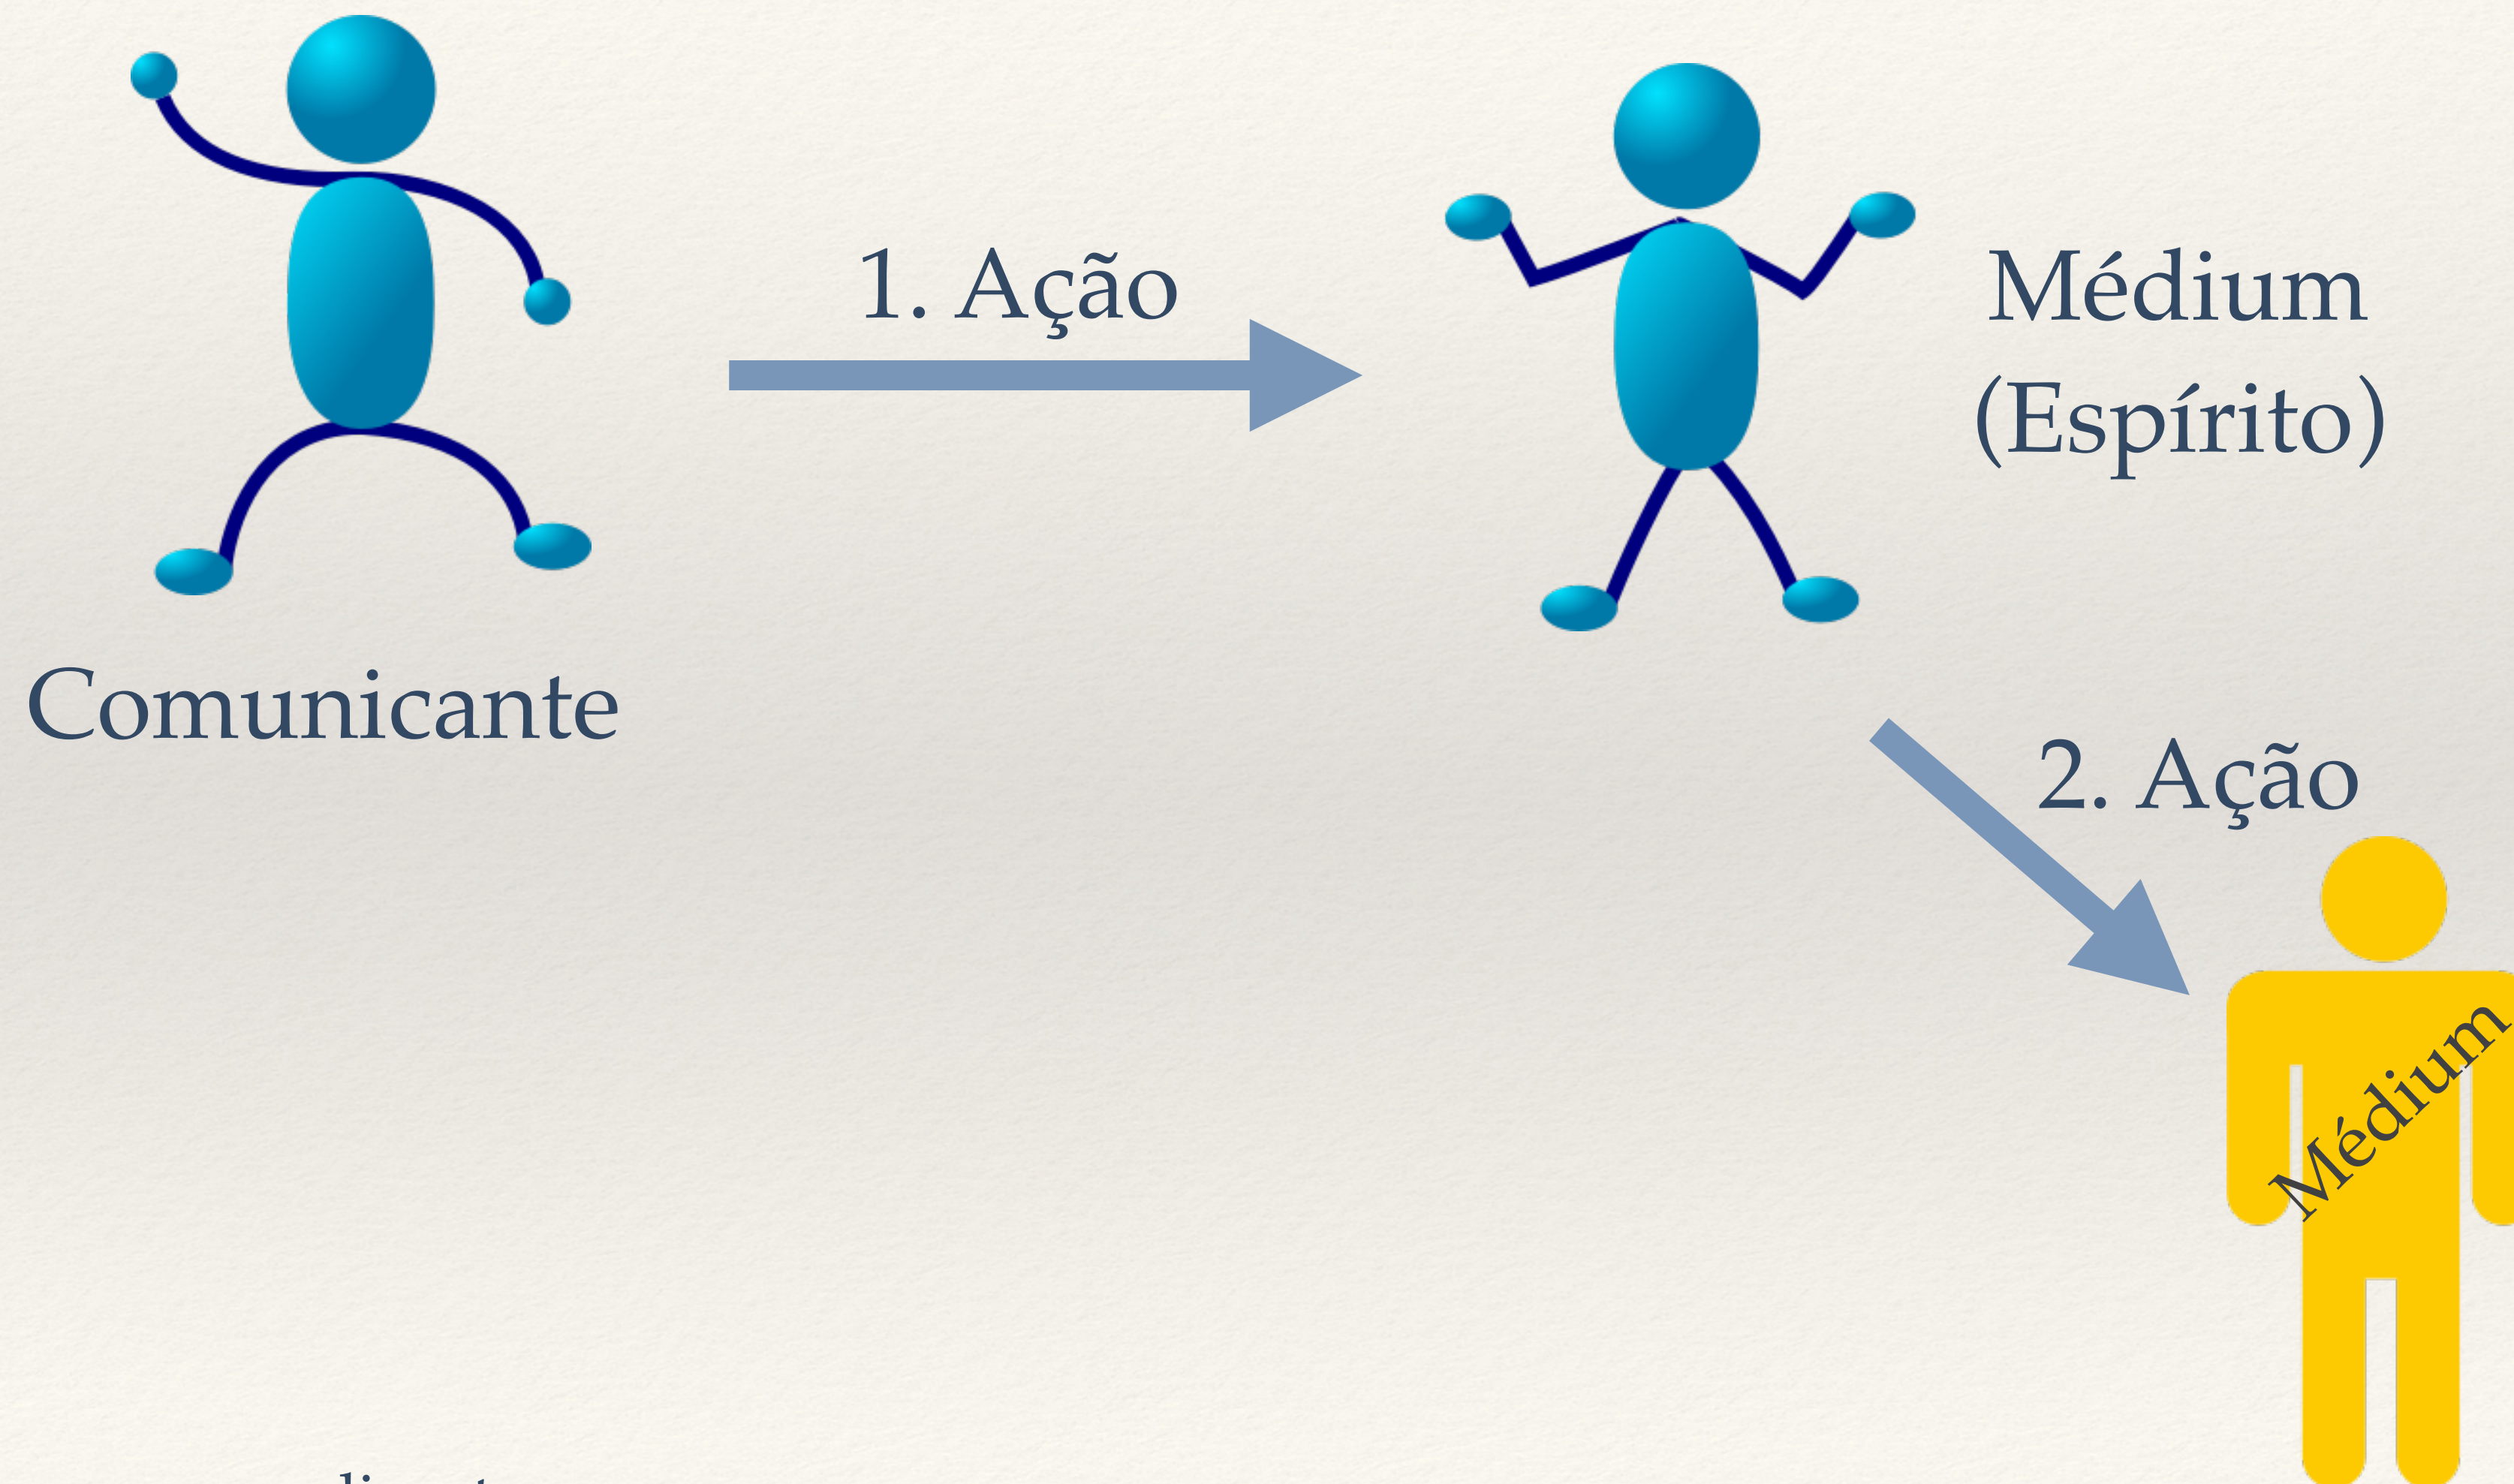 1. Ação
Médium
(Espírito)
Comunicante
2. Ação
Médium